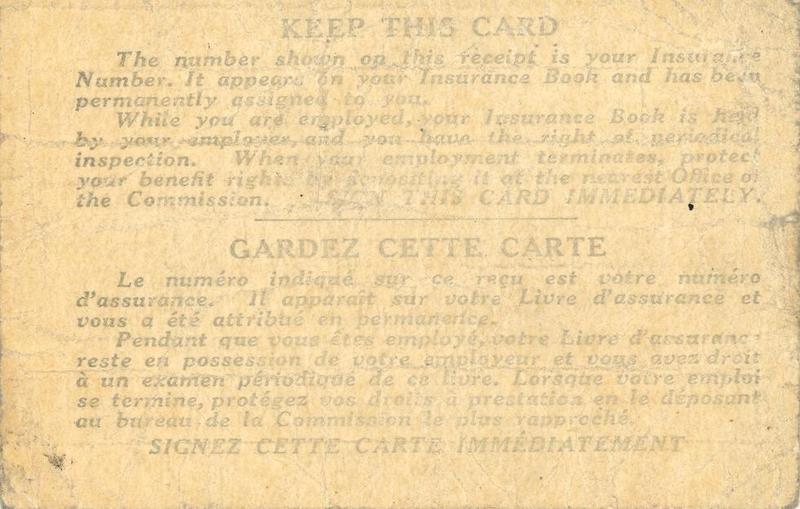 KEEP THIS CARD
The number shown on this receipt is your Insurance
Number. It appears on your Insurance Book and has been
permanently assigned to you.
While you are employed, your Insurance Book is held
by your employer, and you have the right of periodical
inspection. When your employment terminates, protect
your benefit rights by depositing it at the nearest Office of
the Commission. SIGN THIS CARD IMMEDIATELY.
GARDEZ CETTE CARTE
Le numéro indiqué sur ce reçu est votre numéro
d'assurance. Il apparaît sur votre Livre d'assurance et
vous a été attribué en permanence.
Pendant que vous êtes employé, votre Livre d'assurance
reste en possession de votre employeur et vous avez droit
à un examen périodique de ce livre. Lorsque votre emploi
se termine, protégez vos droits à prestation en le déposant
au bureau de la Commission le plus rapproché.
SIGNEZ CETTE CARTE IMMÉDIATEMENT